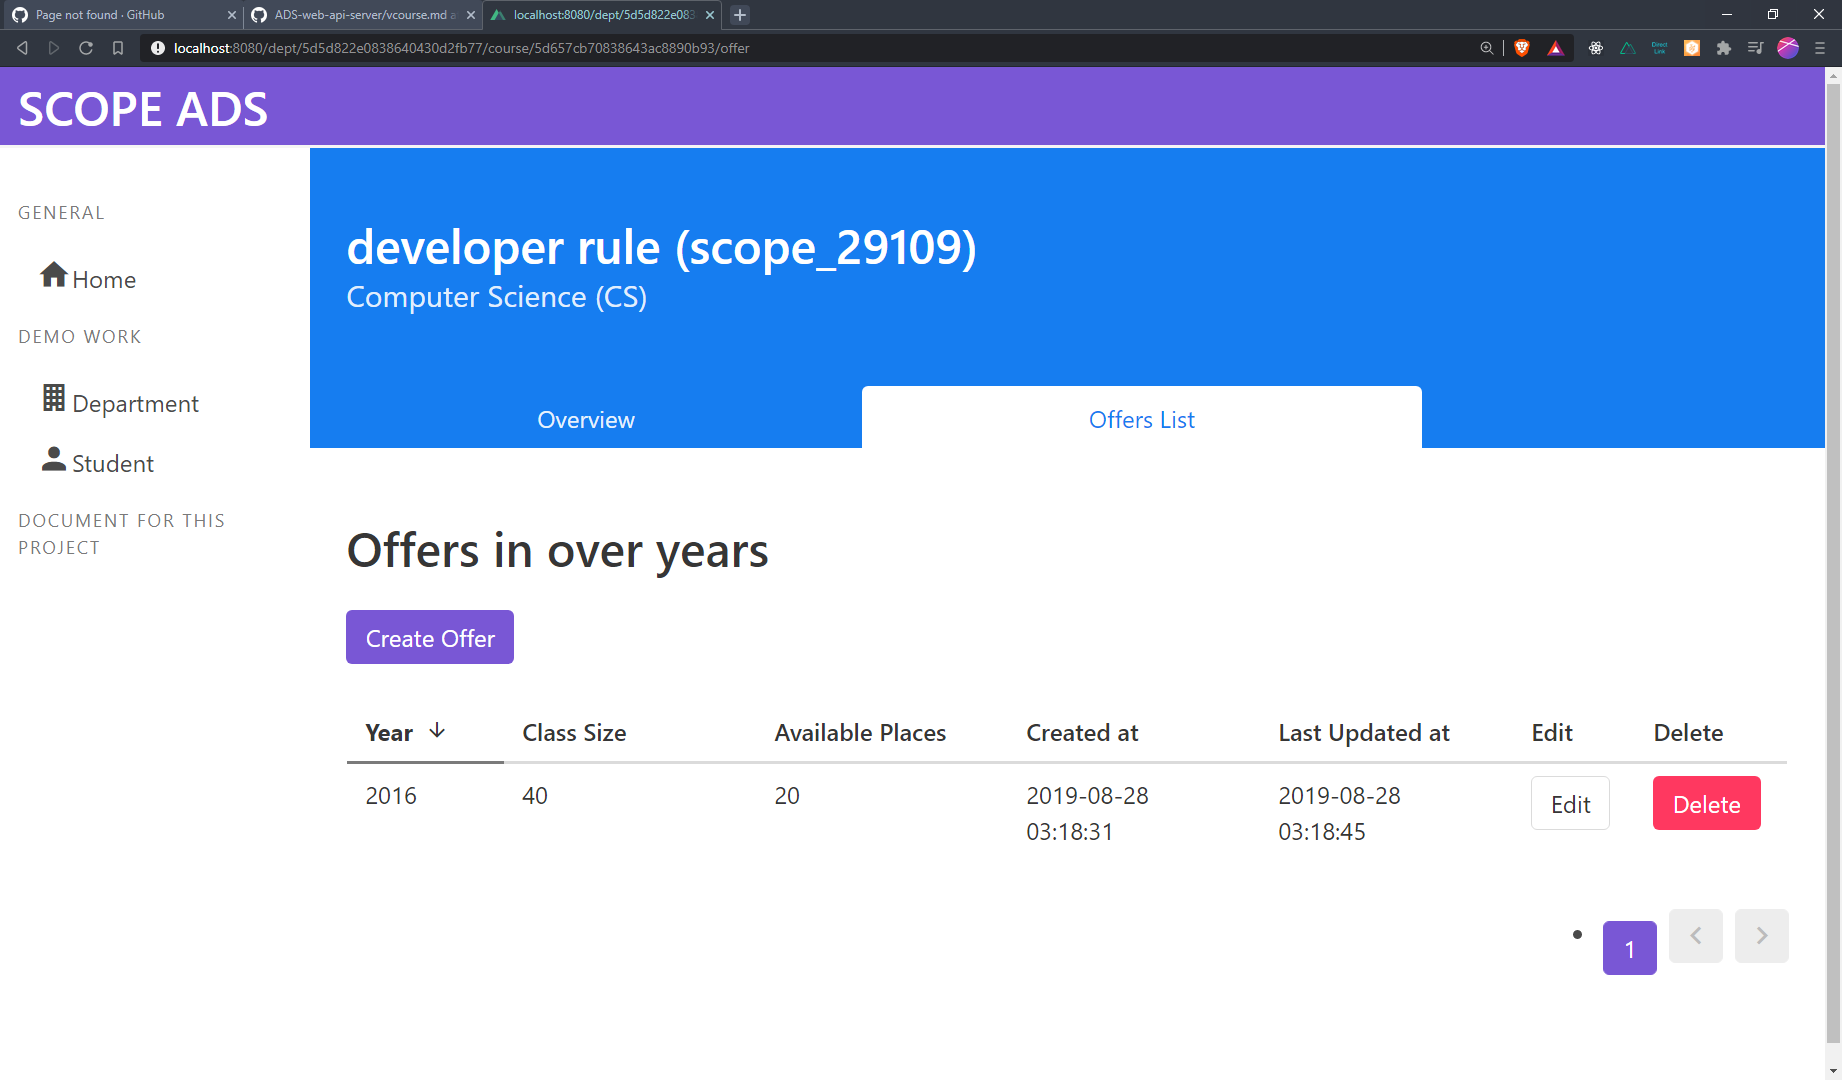 Page not found · GitHub
ADS-web-api-server/vcourse.md a
localhost:8080/dept/5d5d822e083
localhost:8080/dept/5d5d822e0838640430d2fb77/course/5d657cb70838643ac8890b93/offer
Direct
Link
SCOPE ADS
GENERAL
Home
DEMO WORK
Department
Student
DOCUMENT FOR THIS
PROJECT
developer rule (scope_29109)
Computer Science (CS)
Overview
Offers List
Offers in over years
Create Offer
Year Class Size Available Places Created at Last Updated at Edit Delete
2016 40 20 2019-08-28 2019-08-28 Edit Delete
03:18:31 03:18:45
1